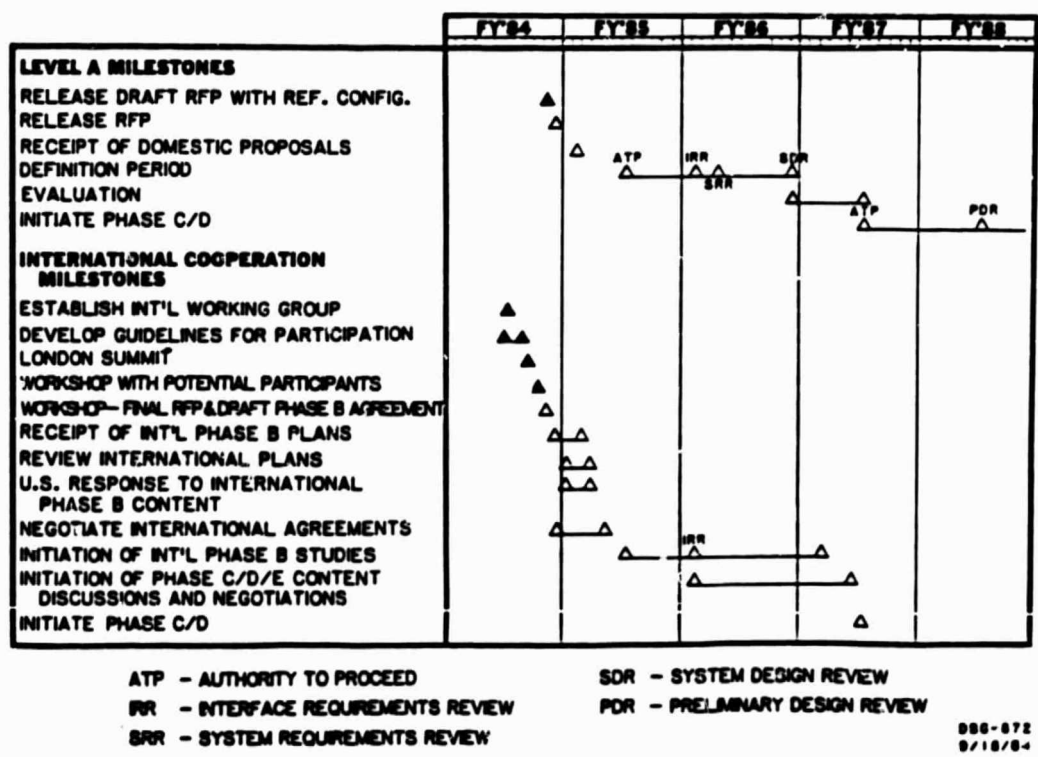 FY'84 FY'85 FY'86 FY'87 FY'88
LEVEL A MILESTONES
RELEASE DRAFT RFP WITH REF. CONFIG.
RELEASE RFP
RECEIPT OF DOMESTIC PROPOSALS
DEFINITION PERIOD ATP IRR SRR SDR
EVALUATION
INITIATE PHASE C/D ATP PDR
INTERNATIONAL COOPERATION
MILESTONES
ESTABLISH INT'L WORKING GROUP
DEVELOP GUIDELINES FOR PARTICIPATION
LONDON SUMMIT
WORKSHOP WITH POTENTIAL PARTICIPANTS
WORKSHOP - FINAL RFP & DRAFT PHASE B AGREEMENT
RECEIPT OF INT'L PHASE B PLANS
REVIEW INTERNATIONAL PLANS
U.S. RESPONSE TO INTERNATIONAL
PHASE B CONTENT
NEGOTIATE INTERNATIONAL AGREEMENTS
INITIATION OF INT'L PHASE B STUDIES IRR
INITIATION OF PHASE C/D/E CONTENT
DISCUSSIONS AND NEGOTIATIONS
INITIATE PHASE C/D
ATP - AUTHORITY TO PROCEED
IRR - INTERFACE REQUIREMENTS REVIEW
SRR - SYSTEM REQUIREMENTS REVIEW
SDR - SYSTEM DESIGN REVIEW
PDR - PRELIMINARY DESIGN REVIEW
9/18/84